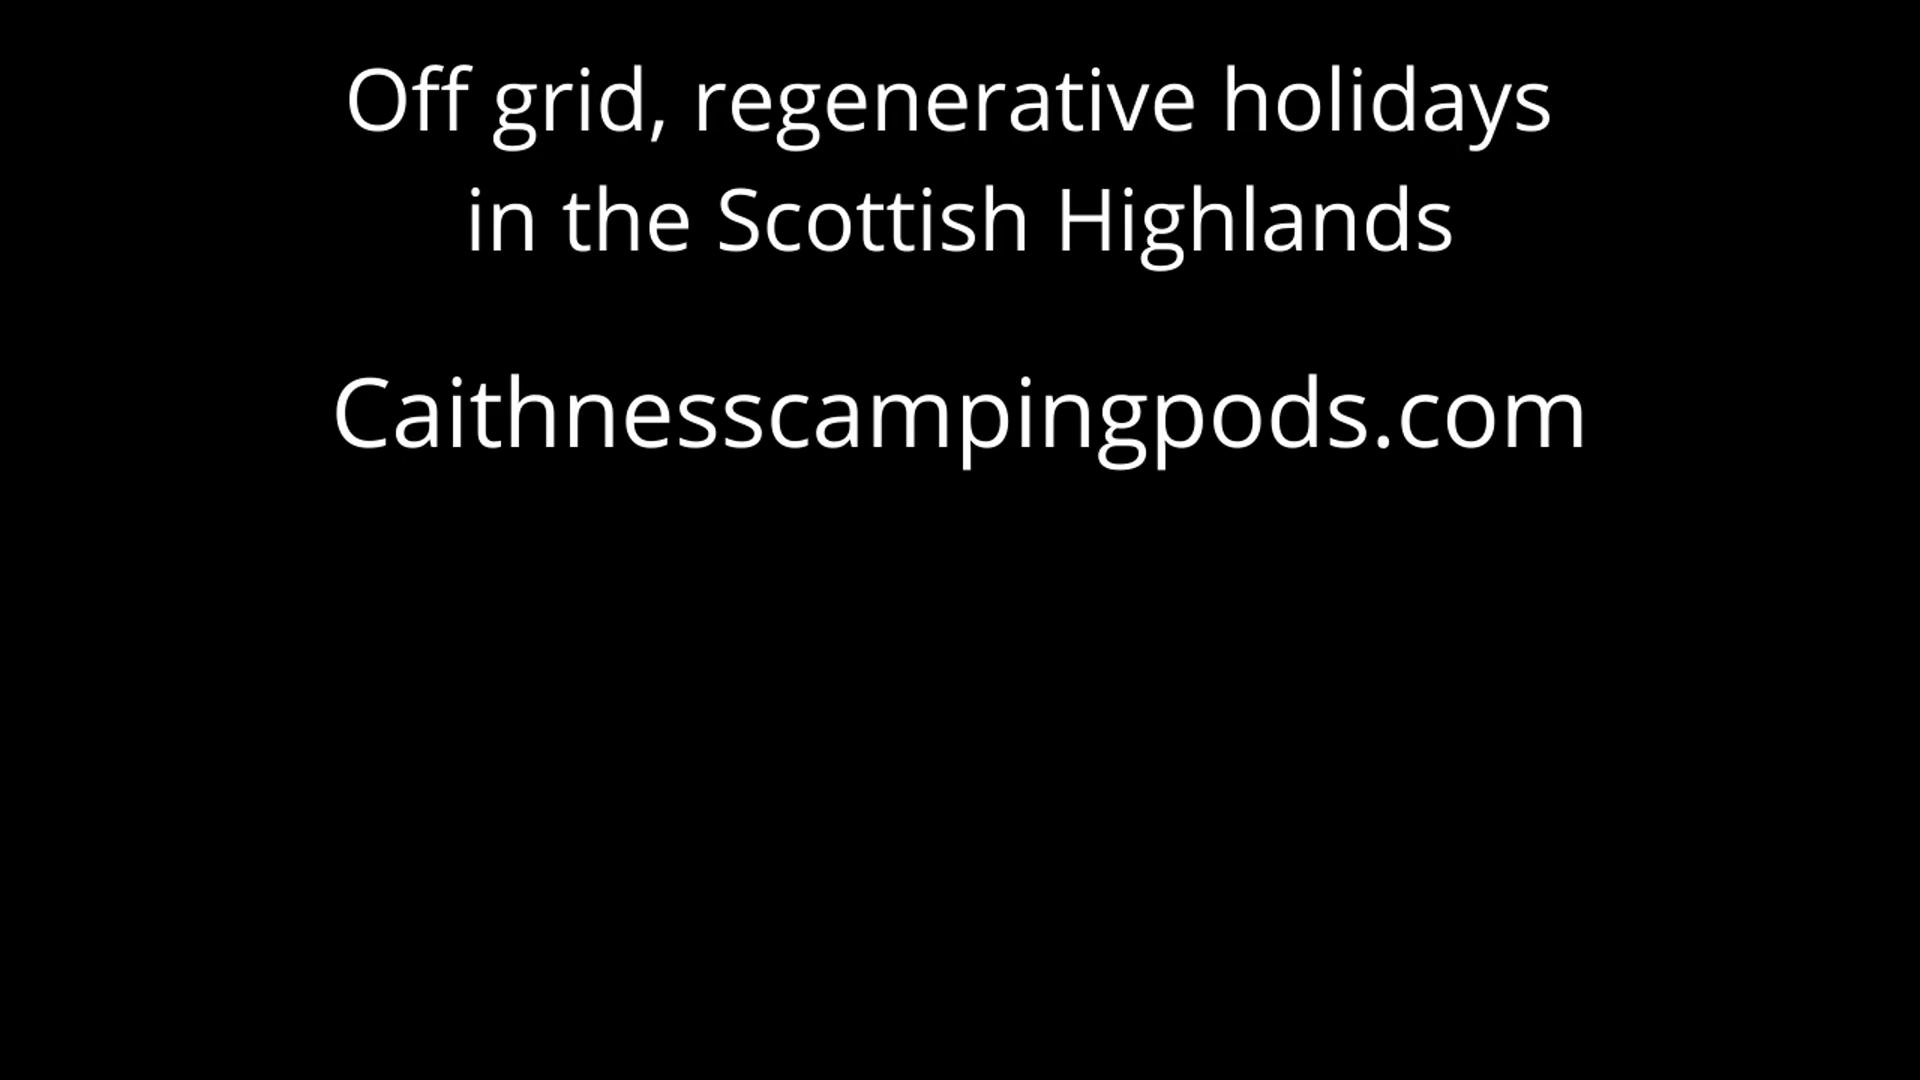 Off grid, regenerative holidays
in the Scottish Highlands
Caithnesscampingpods.com